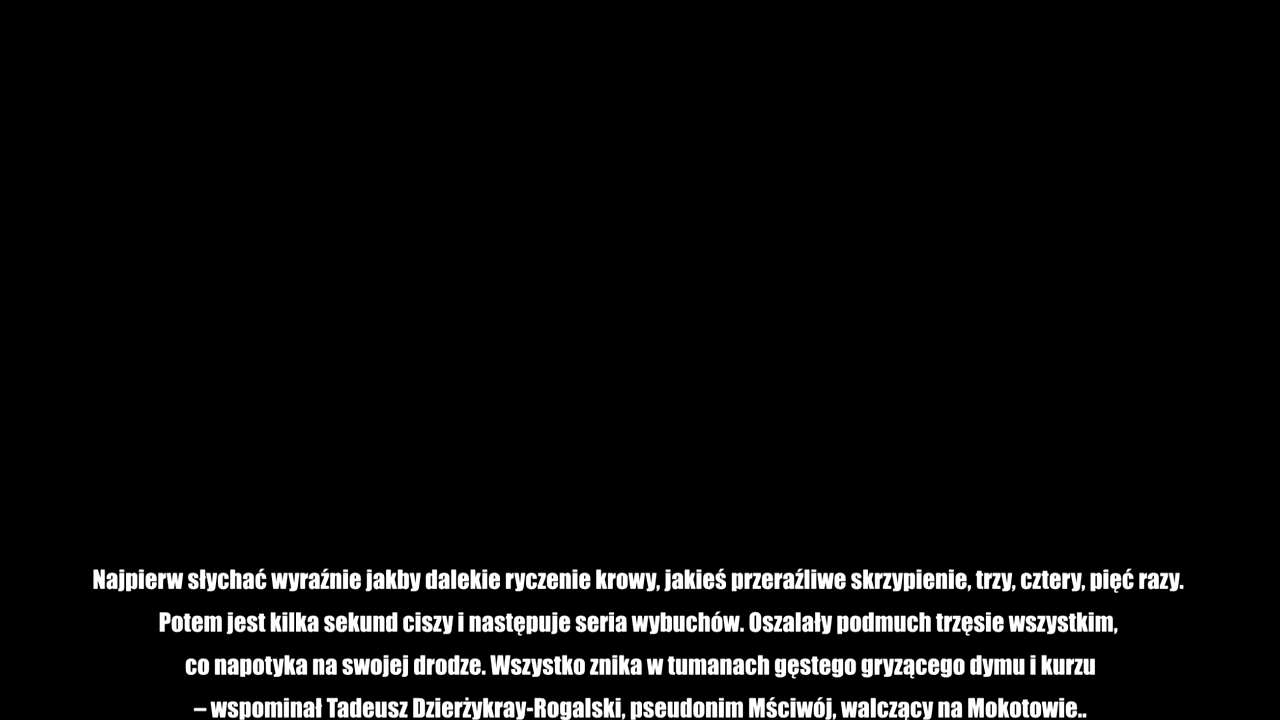 Najpierw słychać wyraźnie jakby dalekie ryczenie krowy, jakieś przeraźliwe skrzypienie, trzy, cztery, pięć razy.
Potem jest kilka sekund ciszy i następuje seria wybuchów. Oszalały podmuch trzęsie wszystkim,
co napotyka na swojej drodze. Wszystko znika w tumanach gęstego gryzącego dymu i kurzu
– wspominał Tadeusz Dzierżykray-Rogalski, pseudonim Mściwój, walczący na Mokotowie..